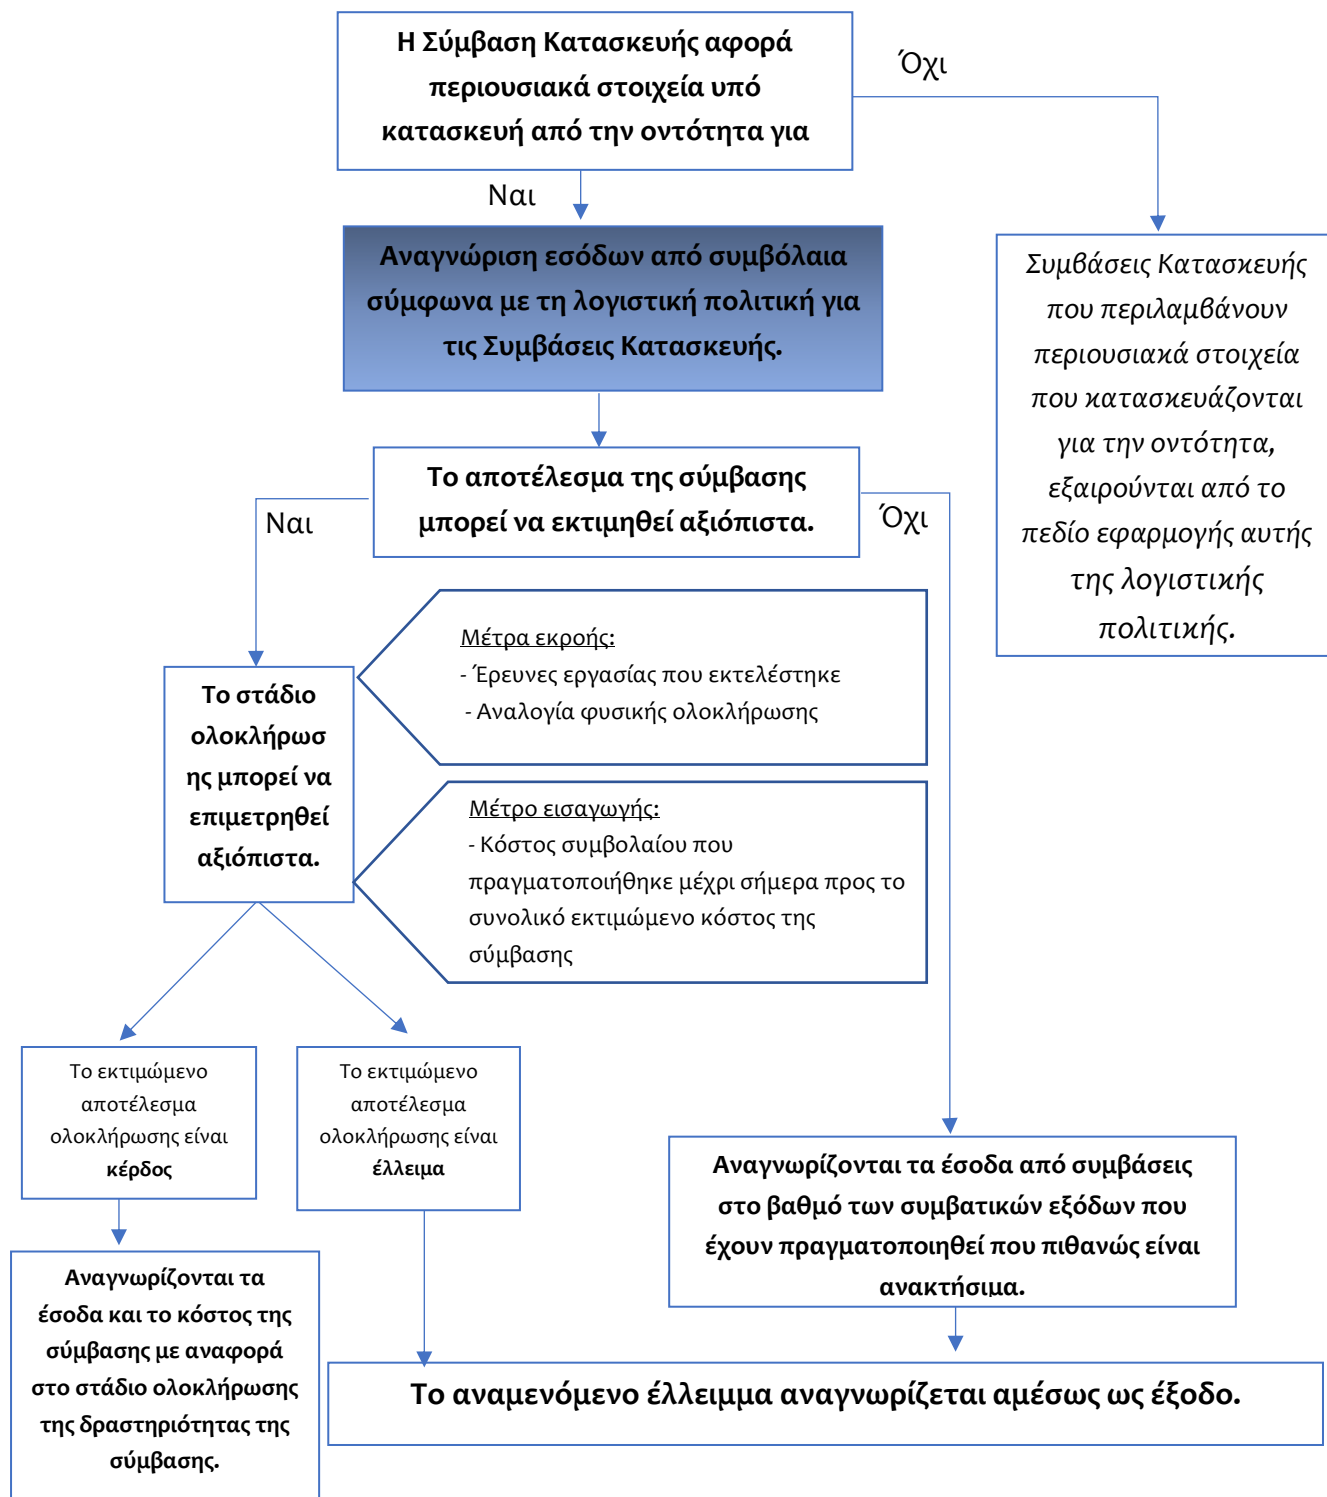 Η Σύμβαση Κατασκευής αφορά
περιουσιακά στοιχεία υπό
κατασκευή από την οντότητα για
Όχι
Ναι
Αναγνώριση εσόδων από συμβόλαια
σύμφωνα με τη λογιστική πολιτική για
τις Συμβάσεις Κατασκευής.
Συμβάσεις Κατασκευής
που περιλαμβάνουν
περιουσιακά στοιχεία
που κατασκευάζονται
για την οντότητα,
εξαιρούνται από το
πεδίο εφαρμογής αυτής
της λογιστικής
πολιτικής.
Το αποτέλεσμα της σύμβασης
μπορεί να εκτιμηθεί αξιόπιστα.
Ναι
Όχι
Μέτρα εκροής:
- Έρευνες εργασίας που εκτελέστηκε
- Αναλογία φυσικής ολοκλήρωσης
Το στάδιο
ολοκλήρωσ
ης μπορεί να
επιμετρηθεί
αξιόπιστα.
Μέτρο εισαγωγής:
- Κόστος συμβολαίου που
πραγματοποιήθηκε μέχρι σήμερα προς το
συνολικό εκτιμώμενο κόστος της
σύμβασης
Το εκτιμώμενο
αποτέλεσμα
ολοκλήρωσης είναι
κέρδος
Το εκτιμώμενο
αποτέλεσμα
ολοκλήρωσης είναι
έλλειμα
Αναγνωρίζονται τα έσοδα από συμβάσεις
στο βαθμό των συμβατικών εξόδων που
έχουν πραγματοποιηθεί που πιθανώς είναι
ανακτήσιμα.
Αναγνωρίζονται τα
έσοδα και το κόστος της
σύμβασης με αναφορά
στο στάδιο ολοκλήρωσης
της δραστηριότητας της
σύμβασης.
Το αναμενόμενο έλλειμμα αναγνωρίζεται αμέσως ως έξοδο.